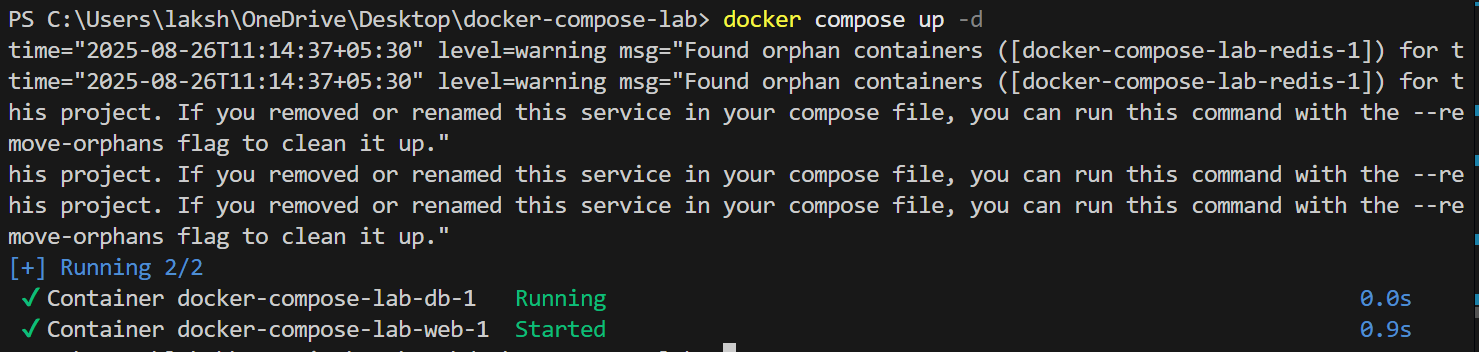 PS C:\Users\laksh\OneDrive\Desktop\docker-compose-lab> docker compose up -d
time="2025-08-26T11:14:37+05:30" level=warning msg="Found orphan containers ([docker-compose-lab-redis-1]) for t
time="2025-08-26T11:14:37+05:30" level=warning msg="Found orphan containers ([docker-compose-lab-redis-1]) for t
his project. If you removed or renamed this service in your compose file, you can run this command with the --re
move-orphans flag to clean it up."
his project. If you removed or renamed this service in your compose file, you can run this command with the --re
his project. If you removed or renamed this service in your compose file, you can run this command with the --re
move-orphans flag to clean it up."
[+] Running 2/2
✔ Container docker-compose-lab-db-1 Running 0.0s
✔ Container docker-compose-lab-web-1 Started 0.9s